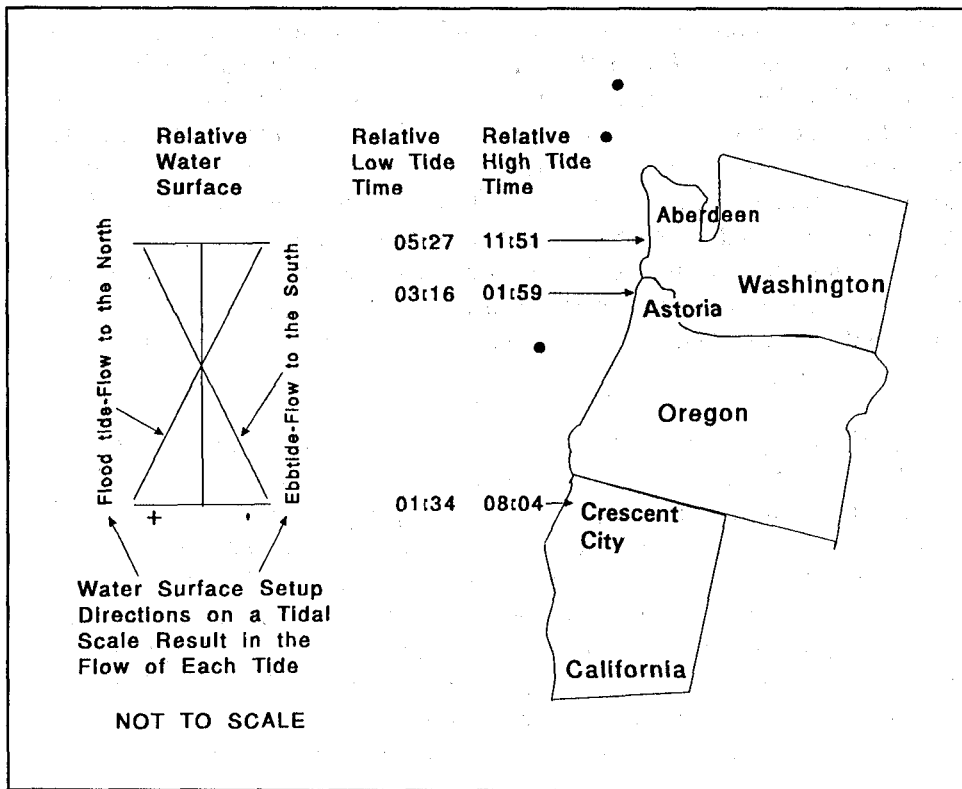 Relative
Water
Surface
Relative
Low Tide
Time
Relative
High Tide
Time
Flood tide-Flow to the North
Ebbtide-Flow to the South
+
'
05:27 11:51
03:16 01:59
01:34 08:04
Aberdeen
Washington
Astoria
Oregon
Crescent
City
California
Water Surface Setup
Directions on a Tidal
Scale Result in the
Flow of Each Tide
NOT TO SCALE